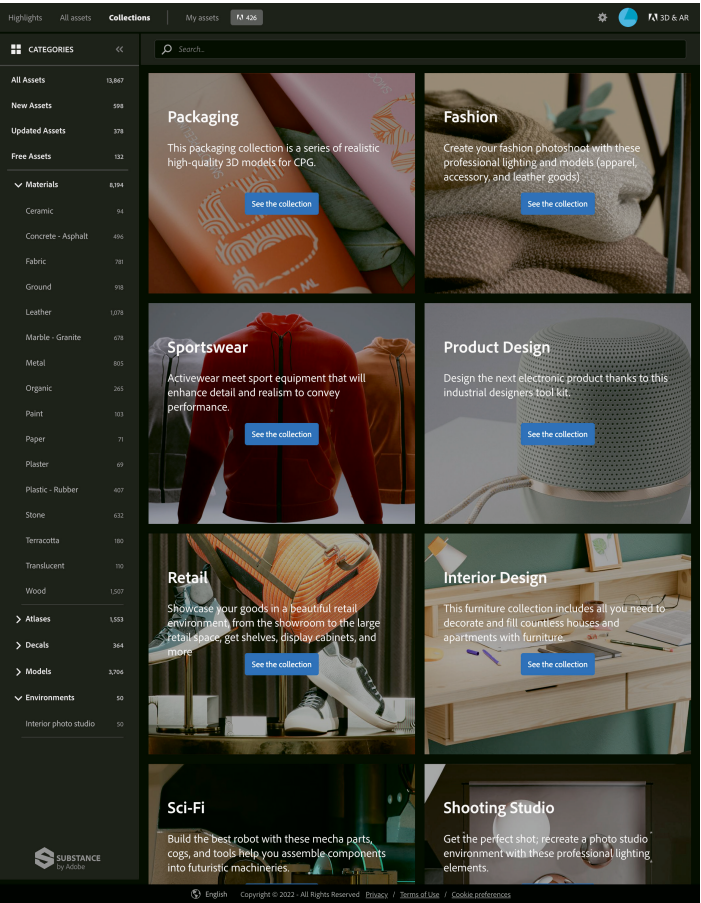 Highlights All assets Collections My assets 426 3D & AR
CATEGORIES
Search...
All Assets 13,867
New Assets 598
Updated Assets 378
Free Assets 132
Materials 8,194
Ceramic 94
Concrete - Asphalt 496
Fabric 781
Ground 918
Leather 1,078
Marble - Granite 678
Metal 805
Organic 265
Paint 103
Paper 71
Plaster 69
Plastic - Rubber 407
Stone 632
Terracotta 180
Translucent 110
Wood 1,507
Atlases 1,553
Decals 364
Models 3,706
Environments 50
Interior photo studio 50
SUBSTANCE
by Adobe
Packaging
This packaging collection is a series of realistic
high-quality 3D models for CPG.
See the collection
Fashion
Create your fashion photoshoot with these
professional lighting and models (apparel,
accessory, and leather goods)
See the collection
Sportswear
Activewear meet sport equipment that will
enhance detail and realism to convey
performance.
See the collection
Product Design
Design the next electronic product thanks to this
industrial designers tool kit.
See the collection
Retail
Showcase your goods in a beautiful retail
environment, from the showroom to the large
retail space, get shelves, display cabinets, and
more
See the collection
Interior Design
This furniture collection includes all you need to
decorate and fill countless houses and
apartments with furniture.
See the collection
Sci-Fi
Build the best robot with these mecha parts,
cogs, and tools help you assemble components
into futuristic machineries.
Shooting Studio
Get the perfect shot; recreate a photo studio
environment with these professional lighting
elements.
English Copyright © 2022 - All Rights Reserved Privacy / Terms of Use / Cookie preferences